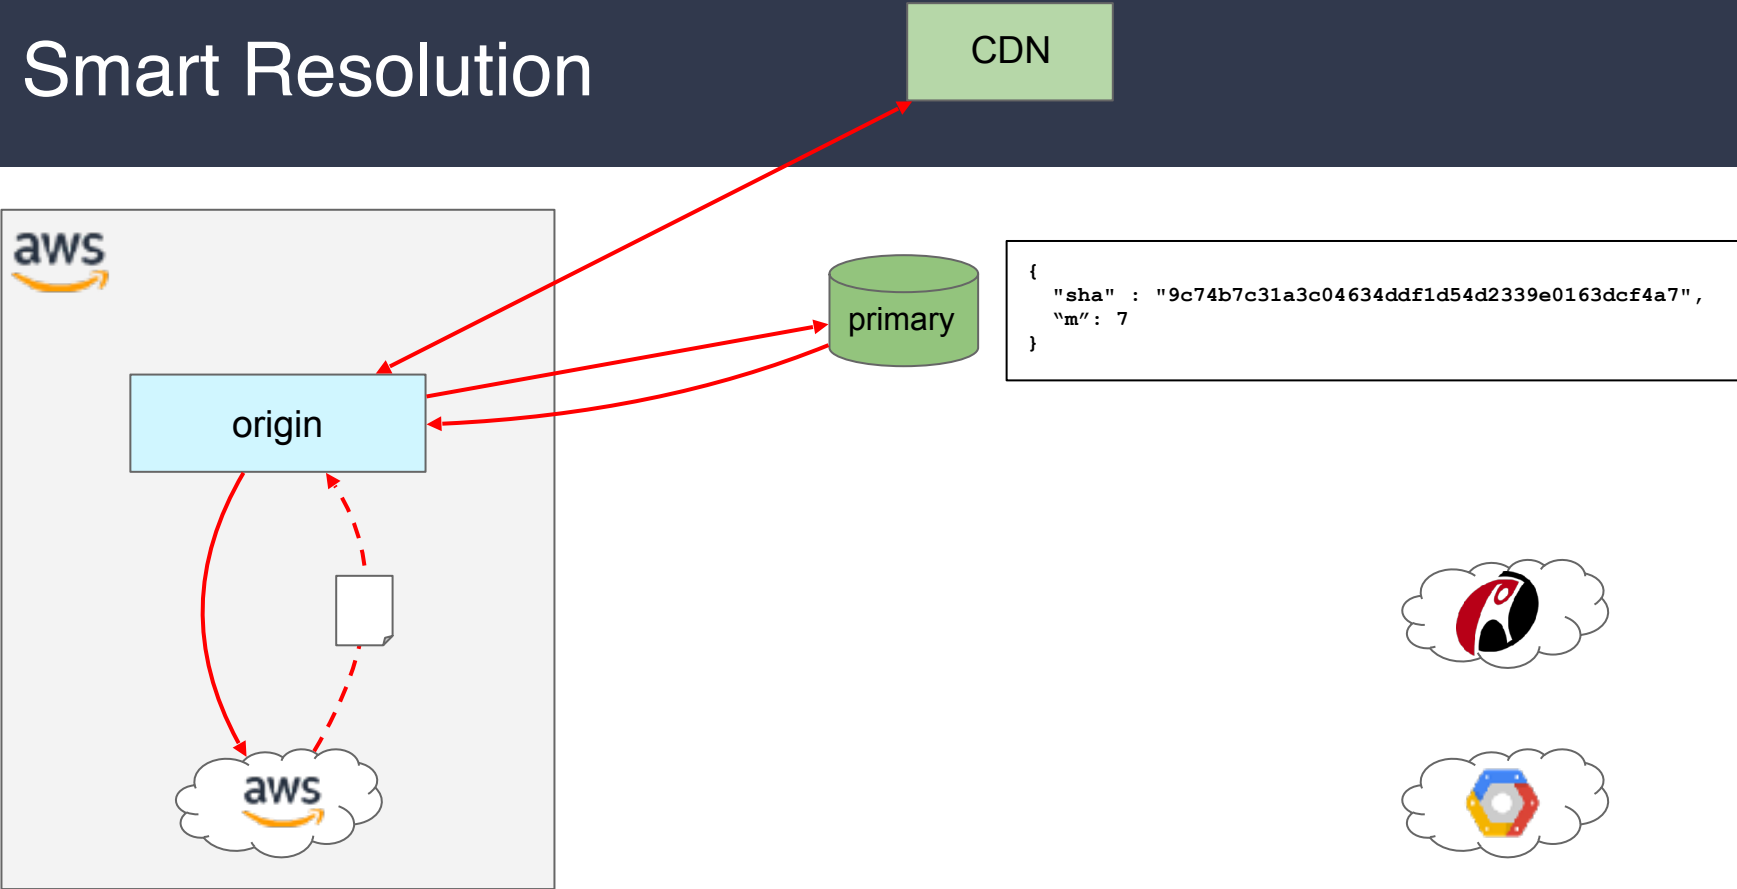 Smart Resolution
CDN
aws
primary
{
"sha" : "9c74b7c31a3c04634ddf1d54d2339e0163dcf4a7",
“m”: 7
}
origin
aws